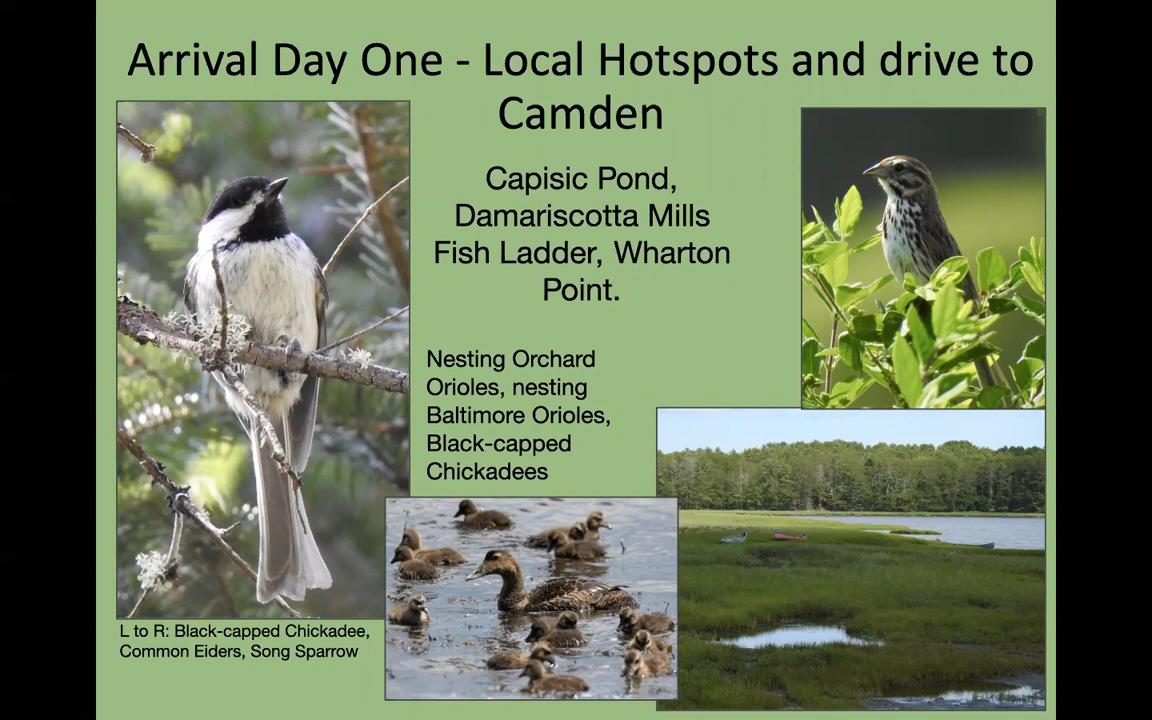 Arrival Day One - Local Hotspots and drive to
Camden
Capisic Pond,
Damariscotta Mills
Fish Ladder, Wharton
Point.
Nesting Orchard
Orioles, nesting
Baltimore Orioles,
Black-capped
Chickadees
L to R: Black-capped Chickadee,
Common Eiders, Song Sparrow